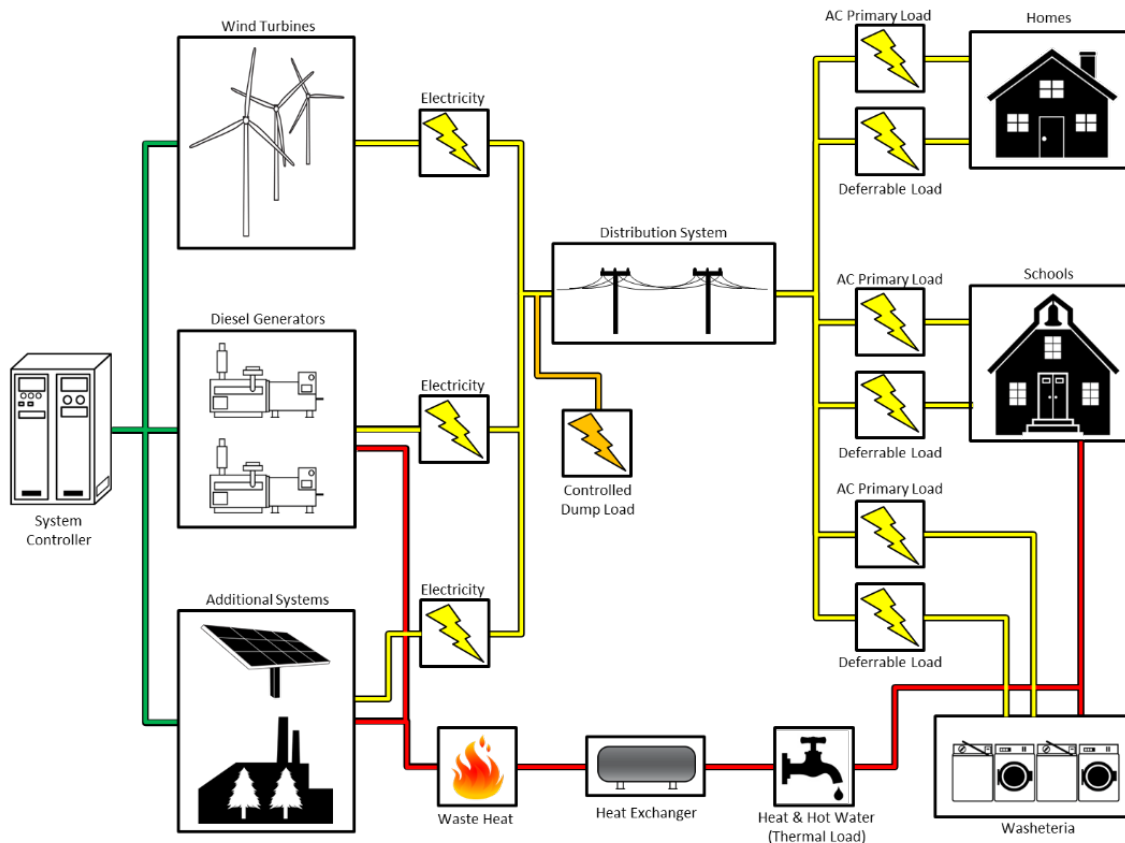 Wind Turbines
Electricity
AC Primary Load
Homes
Deferrable Load
Distribution System
AC Primary Load
Schools
Diesel Generators
Electricity
Deferrable Load
Controlled
Dump Load
System
Controller
AC Primary Load
Additional Systems
Electricity
Deferrable Load
Waste Heat
Heat Exchanger
Heat & Hot Water
(Thermal Load)
Washeteria